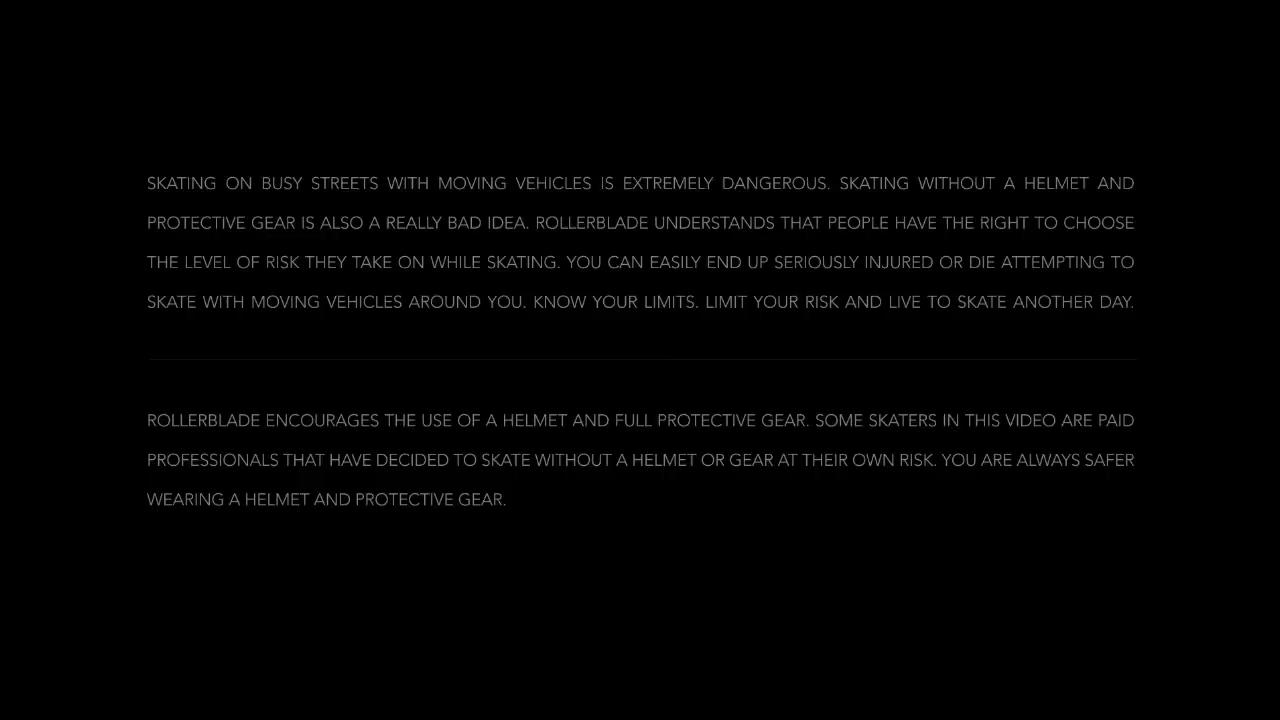 SKATING ON BUSY STREETS WITH MOVING VEHICLES IS EXTREMELY DANGEROUS. SKATING WITHOUT A HELMET AND
PROTECTIVE GEAR IS ALSO A REALLY BAD IDEA. ROLLERBLADE UNDERSTANDS THAT PEOPLE HAVE THE RIGHT TO CHOOSE
THE LEVEL OF RISK THEY TAKE ON WHILE SKATING. YOU CAN EASILY END UP SERIOUSLY INJURED OR DIE ATTEMPTING TO
SKATE WITH MOVING VEHICLES AROUND YOU. KNOW YOUR LIMITS. LIMIT YOUR RISK AND LIVE TO SKATE ANOTHER DAY.
ROLLERBLADE ENCOURAGES THE USE OF A HELMET AND FULL PROTECTIVE GEAR. SOME SKATERS IN THIS VIDEO ARE PAID
PROFESSIONALS THAT HAVE DECIDED TO SKATE WITHOUT A HELMET OR GEAR AT THEIR OWN RISK. YOU ARE ALWAYS SAFER
WEARING A HELMET AND PROTECTIVE GEAR.